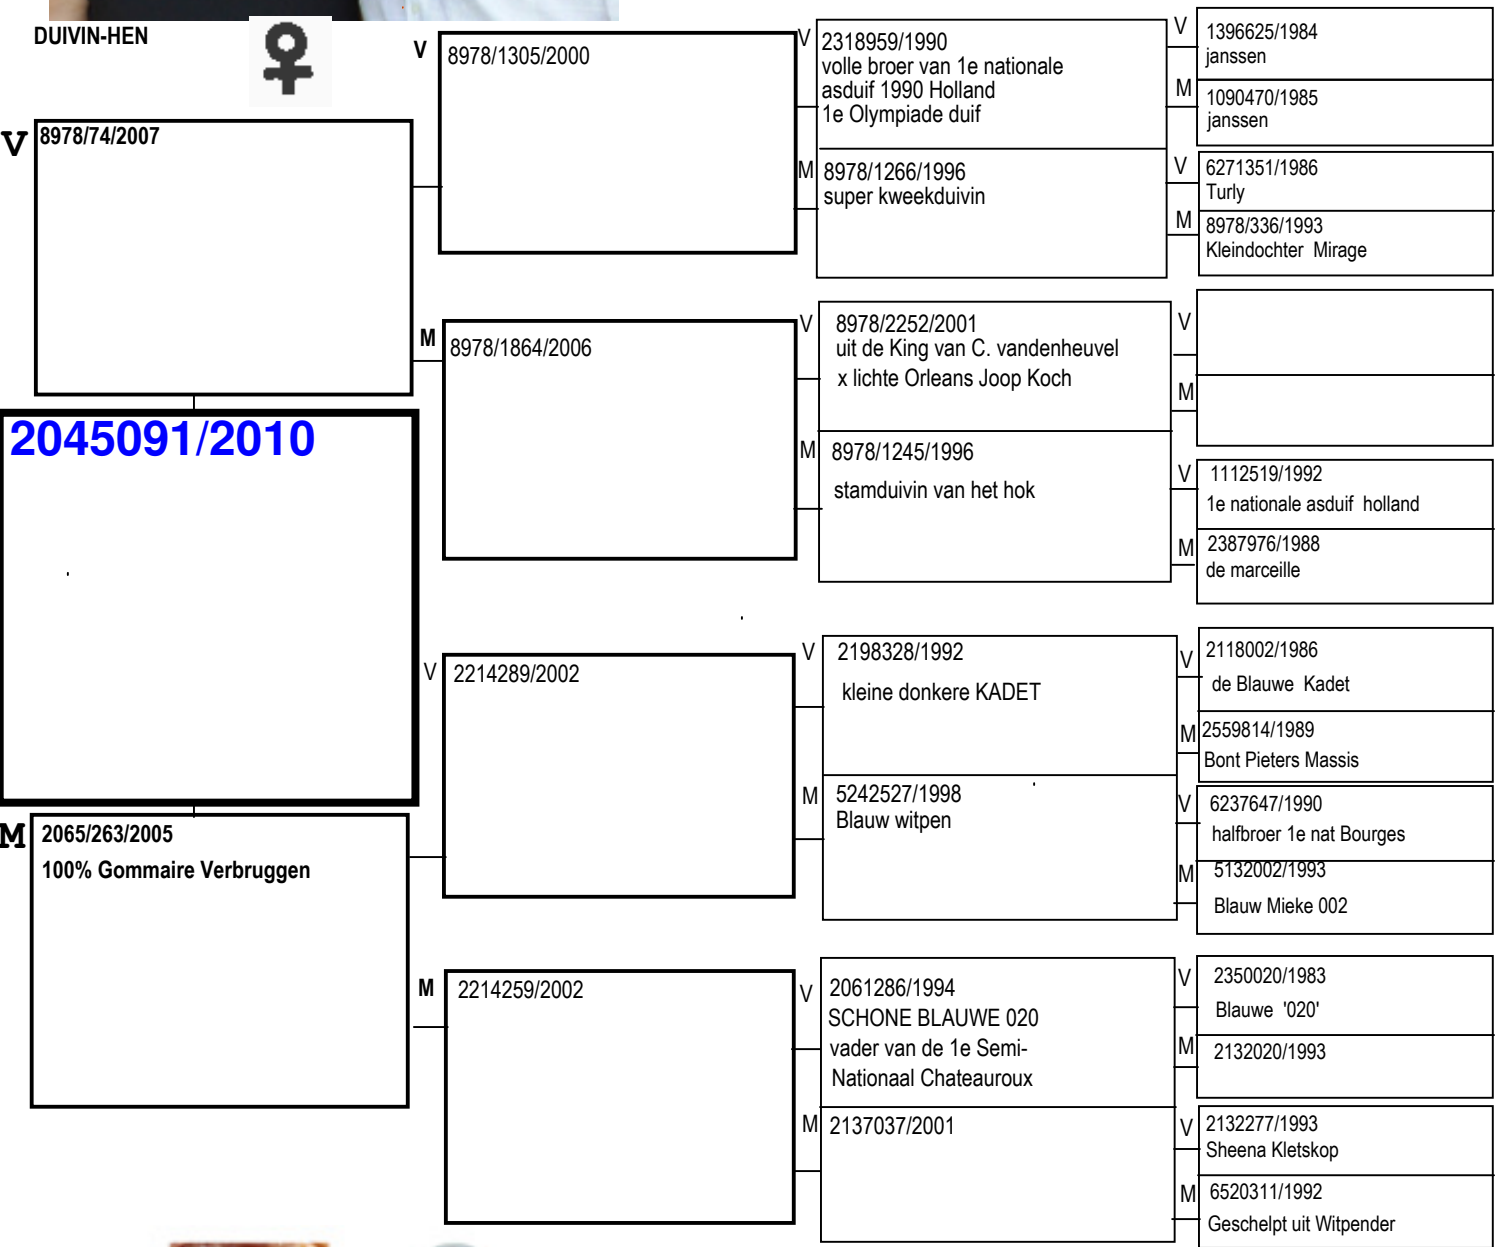 DUIVIN-HEN
V
8978/74/2007
2045091/2010
M
2065/263/2005
100% Gommaire Verbruggen
V
8978/1305/2000
M
8978/1864/2006
V
2214289/2002
M
2214259/2002
V
2318959/1990
volle broer van 1e nationale
asduif 1990 Holland
1e Olympiade duif
M
8978/1266/1996
super kweekduivin
V
8978/2252/2001
uit de King van C. vandenheuvel
x lichte Orleans Joop Koch
M
8978/1245/1996
stamduivin van het hok
V
2198328/1992
kleine donkere KADET
M
5242527/1998
Blauw witpen
V
2061286/1994
SCHONE BLAUWE 020
vader van de 1e Semi-
Nationaal Chateauroux
M
2137037/2001
V
1396625/1984
janssen
M
1090470/1985
janssen
V
6271351/1986
Turly
M
8978/336/1993
Kleindochter Mirage
V
M
V
1112519/1992
1e nationale asduif holland
M
2387976/1988
de marceille
V
2118002/1986
de Blauwe Kadet
M
2559814/1989
Bont Pieters Massis
V
6237647/1990
halfbroer 1e nat Bourges
M
5132002/1993
Blauw Mieke 002
V
2350020/1983
Blauwe '020'
M
2132020/1993
V
2132277/1993
Sheena Kletskop
M
6520311/1992
Geschelpt uit Witpender